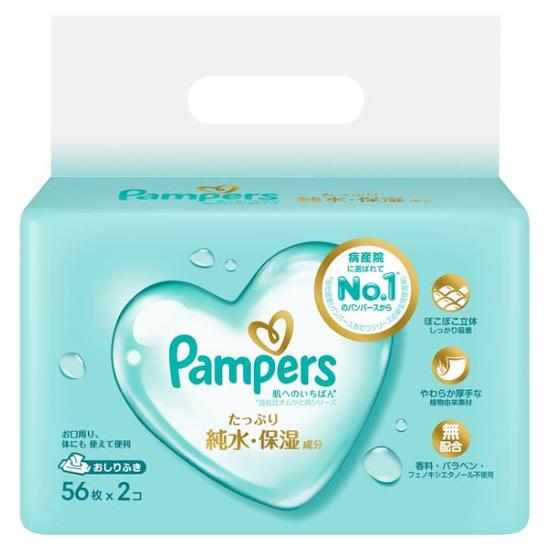 Pampers
たっぷり
純水・保湿成分
病産院
に選ばれて
No.1
のパンパースから
ぽこぽこ立体
しっかり吸着
Pampers
肌へのいちばん*
*当社比オムツと同シリーズ
やわらか厚手な
植物由来素材
たっぷり
純水・保湿成分
お口周り、
体にも 使えて便利
おしりふき
56枚×2コ
無
配合
香料・パラベン・
フェノキシエタノール不使用